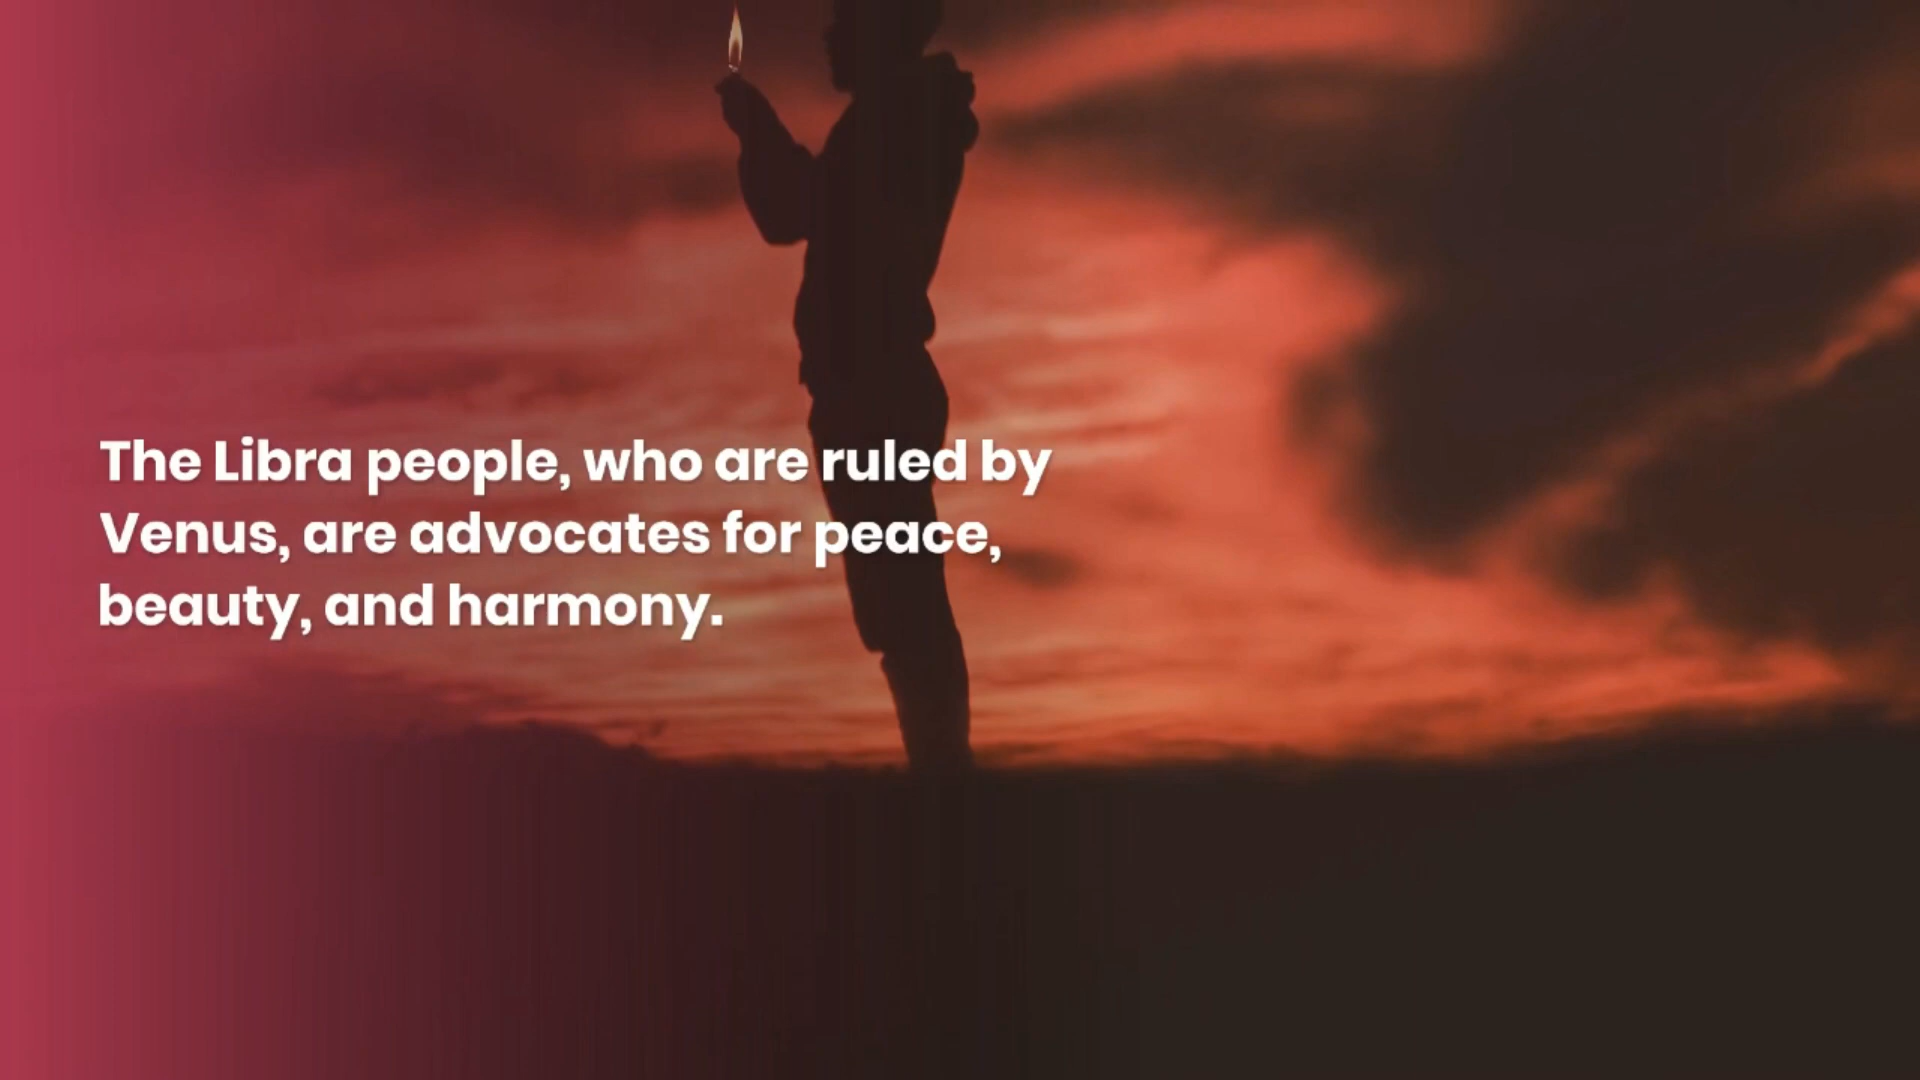 The Libra people, who are ruled by
Venus, are advocates for peace,
beauty, and harmony.